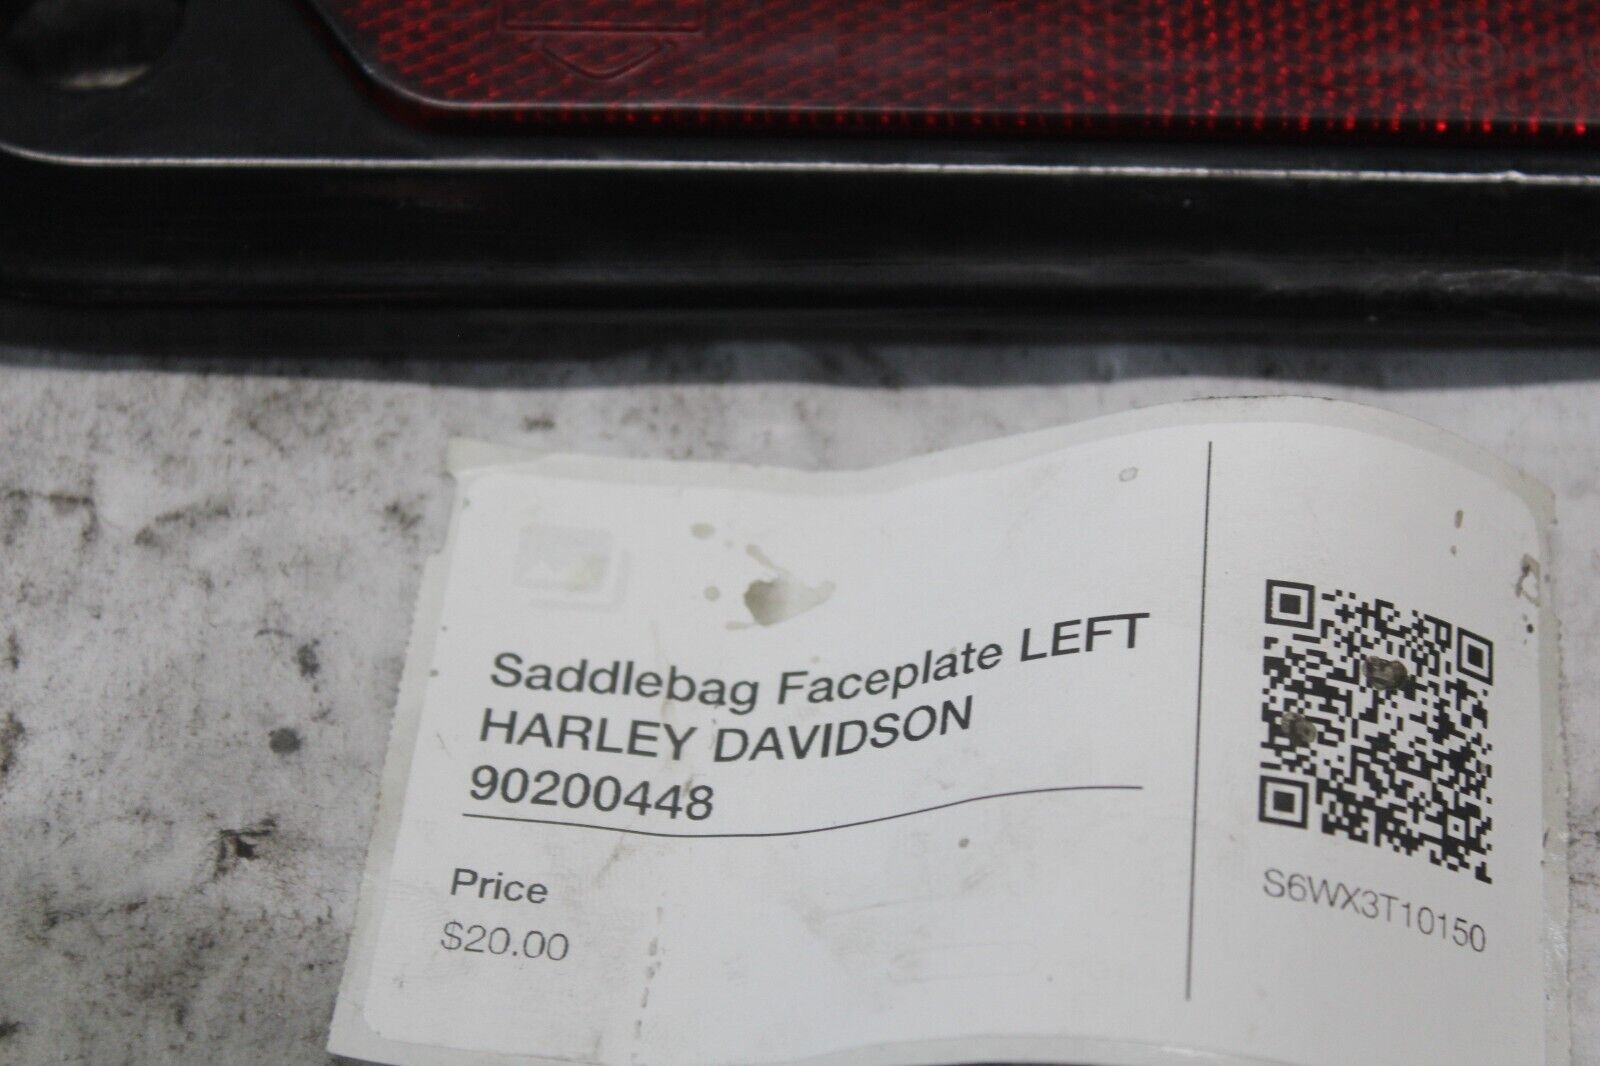 Saddlebag Faceplate LEFT
HARLEY DAVIDSON
90200448
Price
$20.00
S6WX3T10150